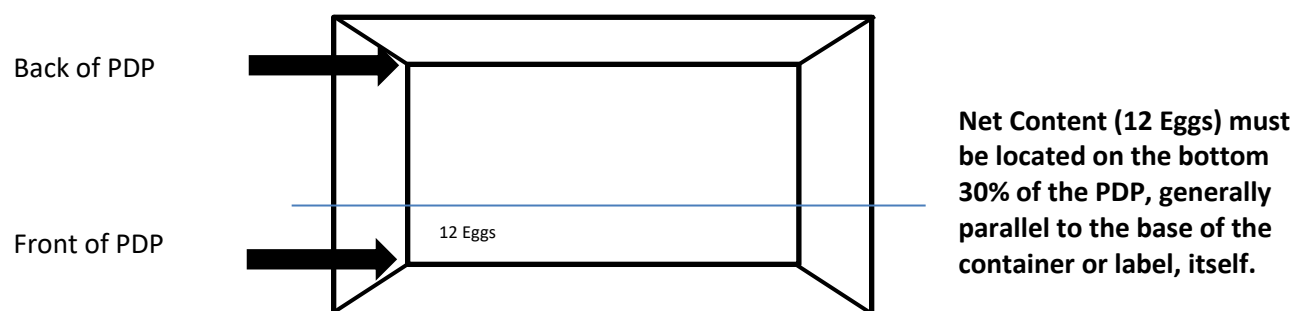 Back of PDP
Front of PDP
12 Eggs
Net Content (12 Eggs) must
be located on the bottom
30% of the PDP, generally
parallel to the base of the
container or label, itself.